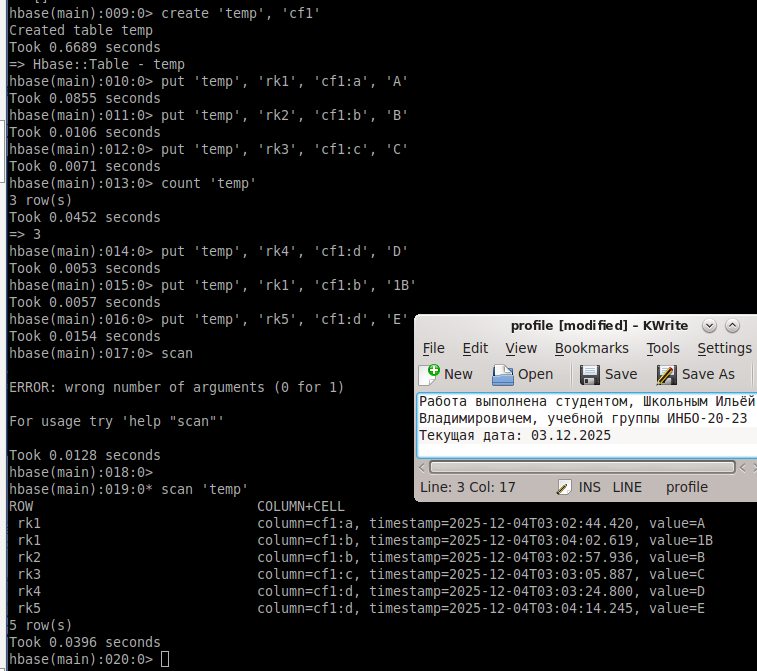 hbase(main):009:0> create 'temp', 'cf1'
Created table temp
Took 0.6689 seconds
=> Hbase::Table - temp
hbase(main):010:0> put 'temp', 'rk1', 'cf1:a', 'A'
Took 0.0855 seconds
hbase(main):011:0> put 'temp', 'rk2', 'cf1:b', 'B'
Took 0.0106 seconds
hbase(main):012:0> put 'temp', 'rk3', 'cf1:c', 'C'
Took 0.0071 seconds
hbase(main):013:0> count 'temp'
3 row(s)
Took 0.0452 seconds
=> 3
hbase(main):014:0> put 'temp', 'rk4', 'cf1:d', 'D'
Took 0.0053 seconds
hbase(main):015:0> put 'temp', 'rk1', 'cf1:b', '1B'
Took 0.0057 seconds
hbase(main):016:0> put 'temp', 'rk5', 'cf1:d', 'E'
Took 0.0154 seconds
hbase(main):017:0> scan
ERROR: wrong number of arguments (0 for 1)
For usage try 'help "scan"'
Took 0.0128 seconds
hbase(main):018:0>
hbase(main):019:0* scan 'temp'
ROW COLUMN+CELL
rk1 column=cf1:a, timestamp=2025-12-04T03:02:44.420, value=A
rk1 column=cf1:b, timestamp=2025-12-04T03:04:02.619, value=1B
rk2 column=cf1:b, timestamp=2025-12-04T03:02:57.936, value=B
rk3 column=cf1:c, timestamp=2025-12-04T03:03:05.887, value=C
rk4 column=cf1:d, timestamp=2025-12-04T03:03:24.800, value=D
rk5 column=cf1:d, timestamp=2025-12-04T03:04:14.245, value=E
5 row(s)
Took 0.0396 seconds
hbase(main):020:0>
profile [modified] – KWrite
File Edit View Bookmarks Tools Settings
New Open Save Save As
Работа выполнена студентом, Школьным Ильёй
Владимировичем, учебной группы ИНБО-20-23
Текущая дата: 03.12.2025
Line: 3 Col: 17 INS LINE profile